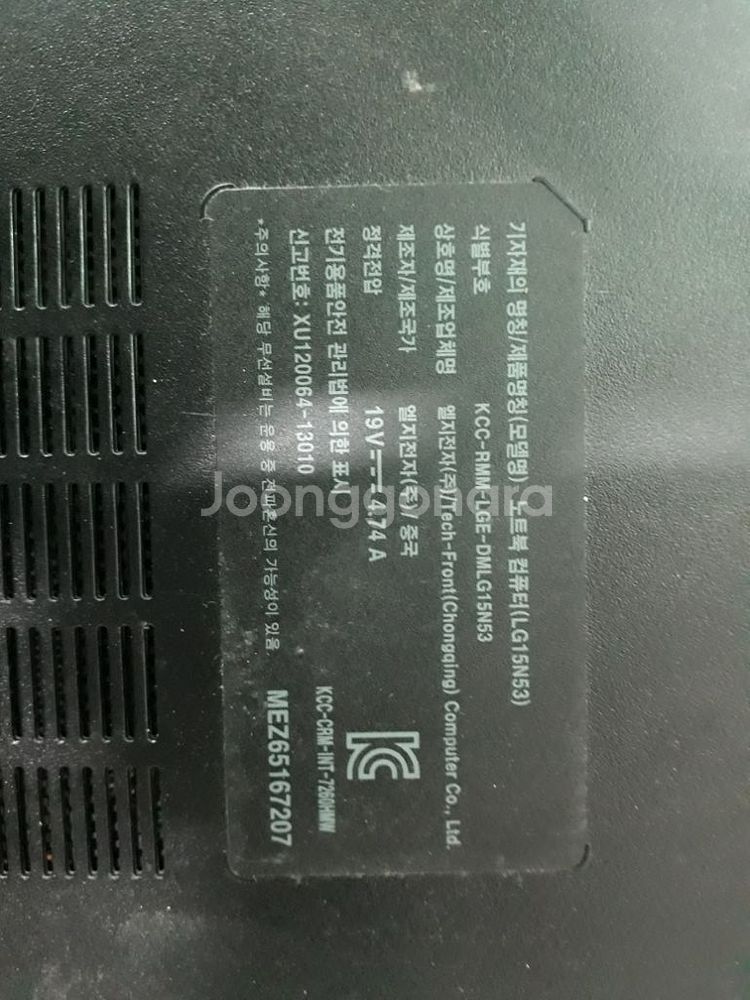 기자재의 명칭/제품명칭(모델명) 노트북 컴퓨터(LG15N53)
식별부호 KCC-RMM-LGE-DMLG15N53
상호명/제조업체명 엘지전자(주)/Tech-Front(Chongqing) Computer Co., Ltd.
제조자/제조국가 엘지전자(주)/ 중국
정격전압 19V 4.74 A
전기용품안전 관리법에 의한 표시
신고번호: XU120064-13010
*주의사항* 해당 무선설비는 운용 중 전파혼신의 가능성이 있음
KCC-CRM-INT-7260HMW
MEZ65167207
Joonggonara